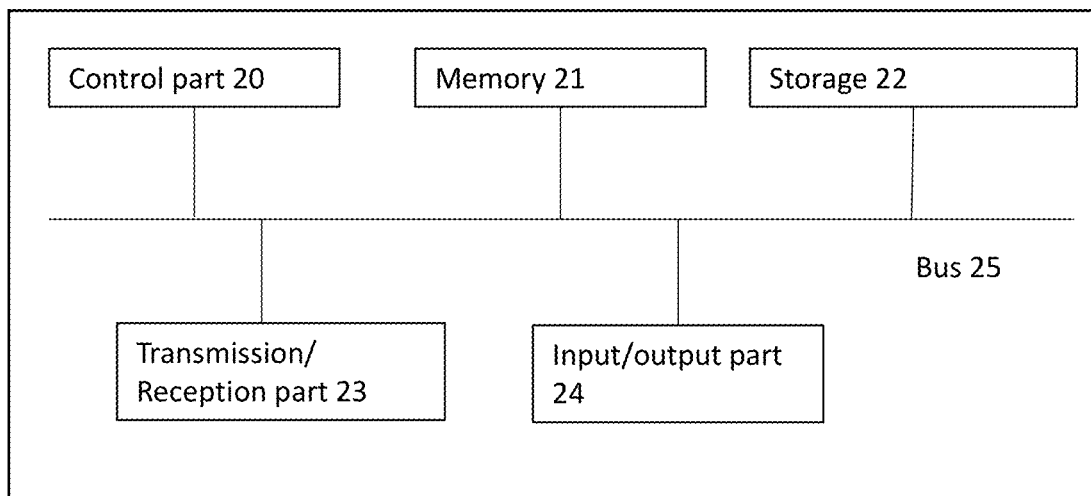 Control part 20
Memory 21
Storage 22
Bus 25
Transmission/
Reception part 23
Input/output part
24